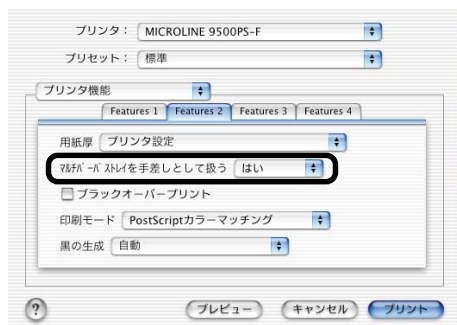 プリンタ： MICROLINE 9500PS-F
プリセット： 標準
プリンタ機能
Features 1 Features 2 Features 3 Features 4
用紙厚 プリンタ設定
ﾏﾙﾁﾊﾟｰﾊﾟｽﾄﾚｲを手差しとして扱う はい
ブラックオーバープリント
印刷モード PostScriptカラーマッチング
黒の生成 自動
? プレビュー キャンセル プリント